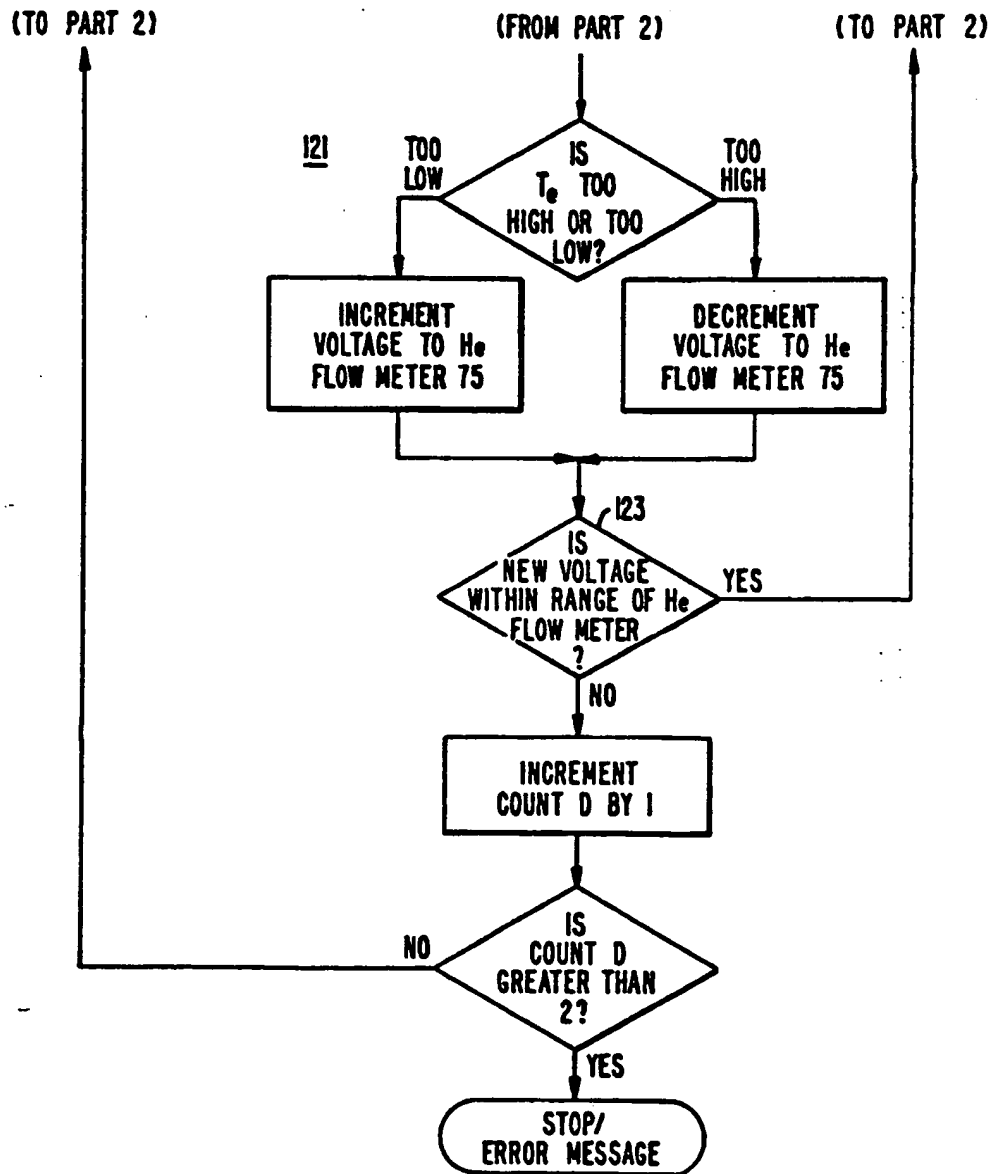 (TO PART 2)
(FROM PART 2)
(TO PART 2)
121
TOO
LOW
IS
Te TOO
HIGH OR TOO
LOW?
TOO
HIGH
INCREMENT
VOLTAGE TO He
FLOW METER 75
DECREMENT
VOLTAGE TO He
FLOW METER 75
123
IS
NEW VOLTAGE
WITHIN RANGE OF He
FLOW METER
?
YES
NO
INCREMENT
COUNT D BY 1
IS
COUNT D
GREATER THAN
2?
NO
YES
STOP/
ERROR MESSAGE